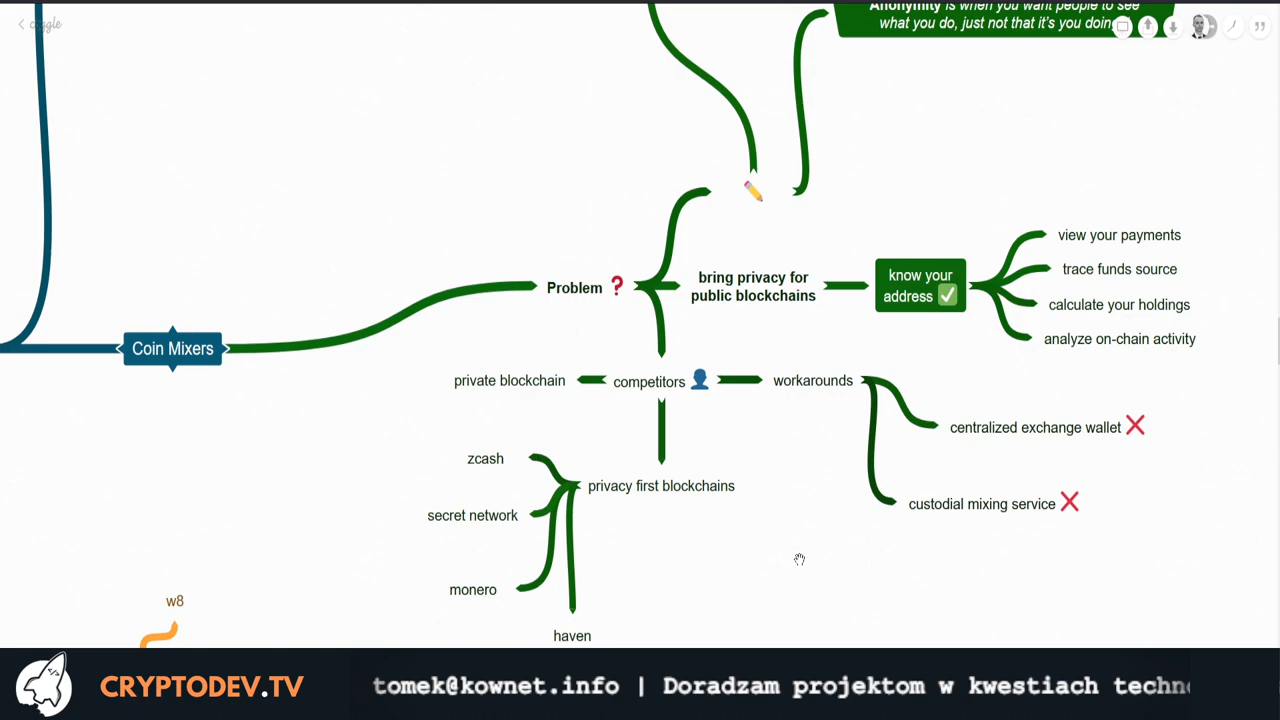 coggle
Anonymity is when you want people to see
what you do, just not that it's you doing
view your payments
trace funds source
calculate your holdings
analyze on-chain activity
know your
address
bring privacy for
public blockchains
Problem
Coin Mixers
private blockchain
competitors
workarounds
centralized exchange wallet
custodial mixing service
privacy first blockchains
zcash
secret network
monero
haven
w8
CRYPTODEV.TV
tomek@kownet.info | Doradzam projektom w kwestiach techn